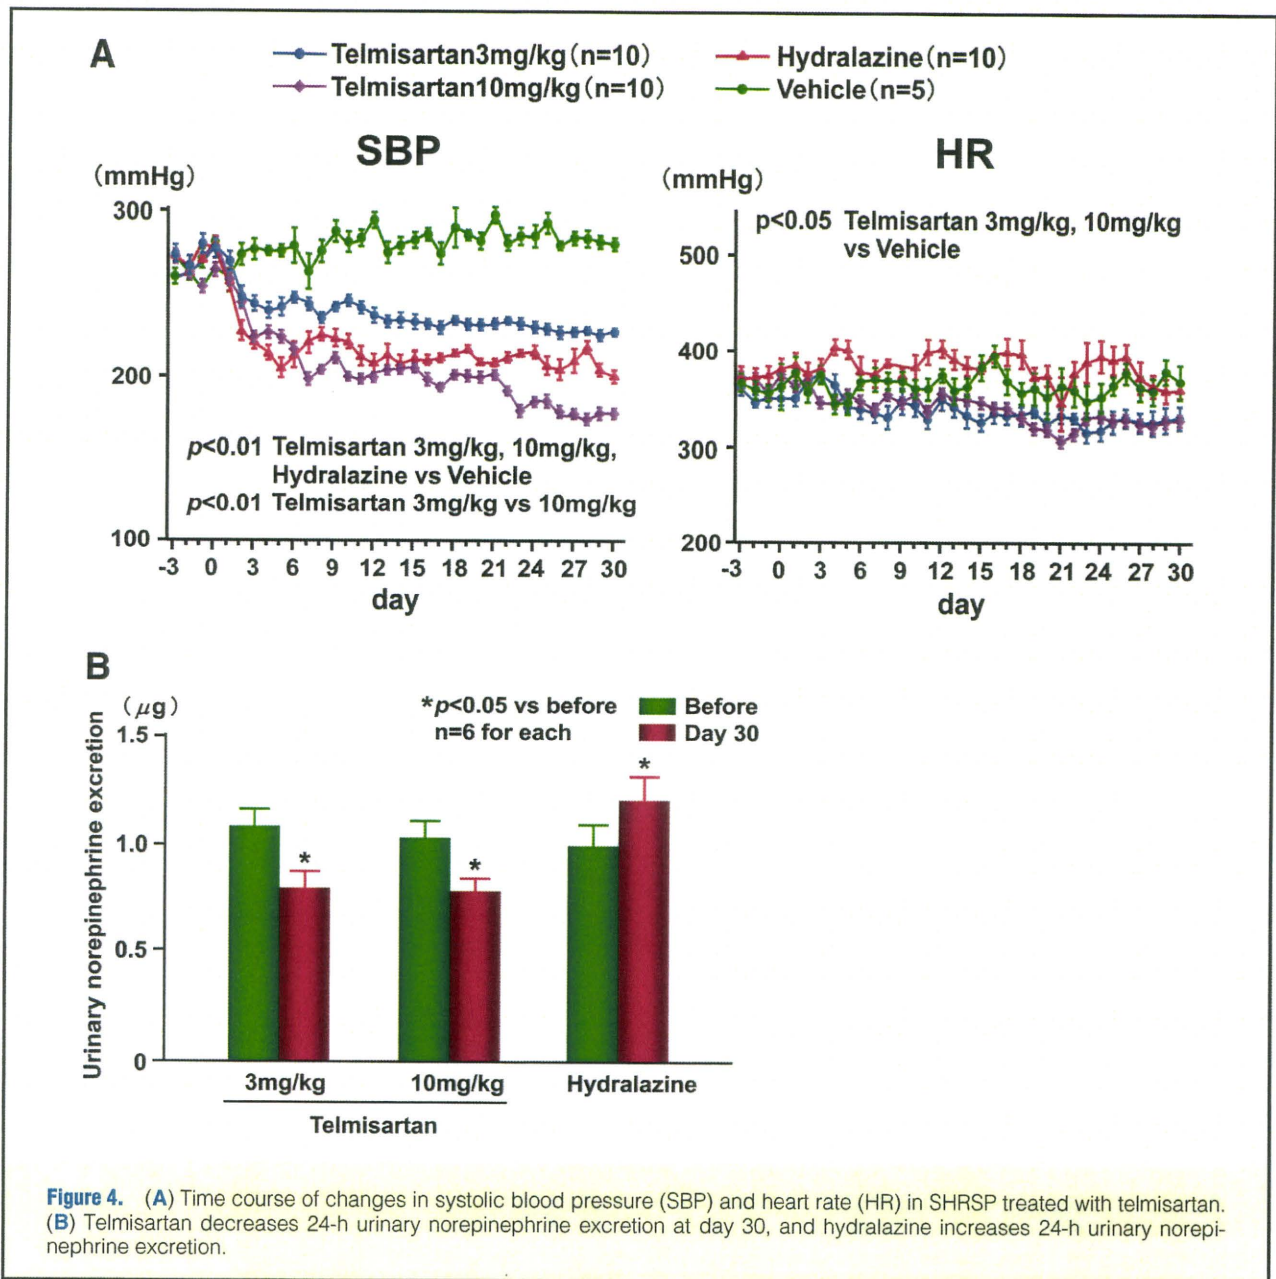 A
Telmisartan3mg/kg(n=10)
Hydralazine(n=10)
Telmisartan10mg/kg(n=10)
Vehicle(n=5)
SBP
(mmHg)
300
200
100
p<0.01 Telmisartan 3mg/kg, 10mg/kg,
Hydralazine vs Vehicle
p<0.01 Telmisartan 3mg/kg vs 10mg/kg
-3 0 3 6 9 12 15 18 21 24 27 30
day
HR
(mmHg)
p<0.05 Telmisartan 3mg/kg, 10mg/kg
vs Vehicle
500
400
300
200
-3 0 3 6 9 12 15 18 21 24 27 30
day
B
(μg)
Urinary norepinephrine excretion
*p<0.05 vs before
n=6 for each
Before
Day 30
1.5
1.0
0.5
0
*
*
*
3mg/kg 10mg/kg Hydralazine
Telmisartan
Figure 4. (A) Time course of changes in systolic blood pressure (SBP) and heart rate (HR) in SHRSP treated with telmisartan.
(B) Telmisartan decreases 24-h urinary norepinephrine excretion at day 30, and hydralazine increases 24-h urinary norepi-
nephrine excretion.